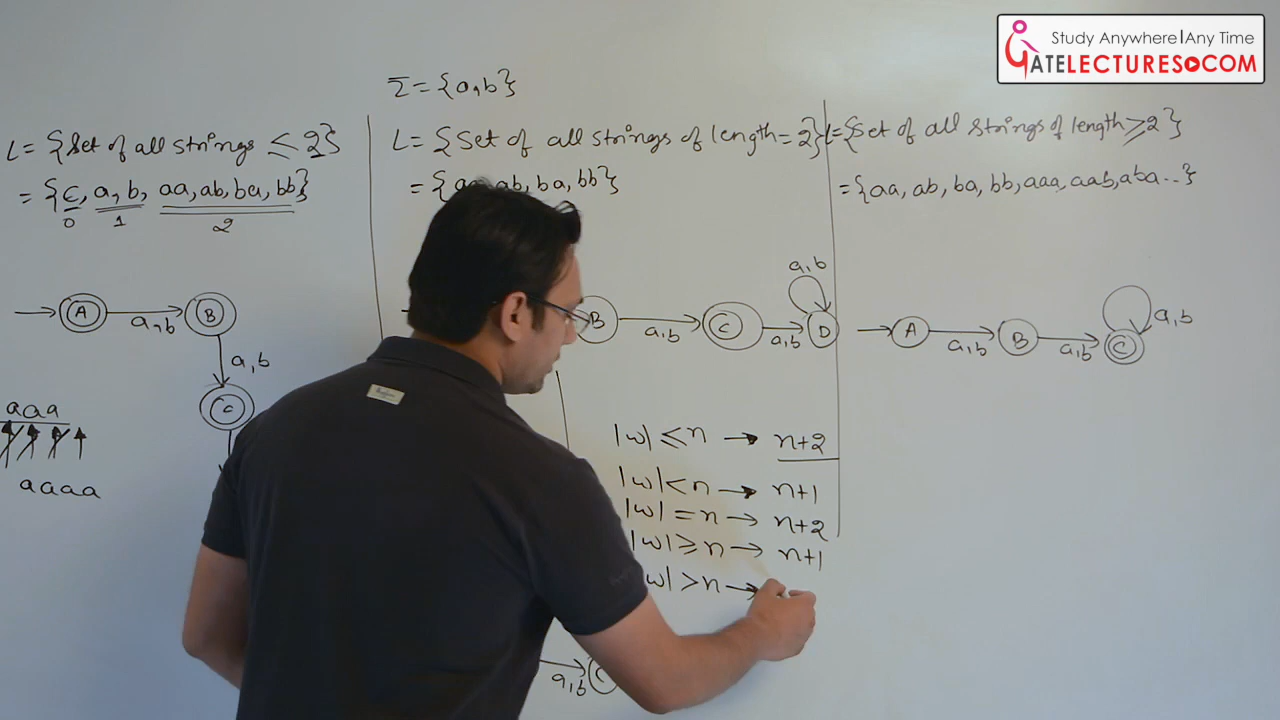 Study Anywhere|Any Time
GATELECTURES.COM
Σ = {a,b}
L = {Set of all strings ≤ 2}
= {ε, a, b, aa, ab, ba, bb}
0 1 2
A a,b B
a,b
C
aaa
aaaa
L = {Set of all strings of length = 2}
= {aa, ab, ba, bb}
a,b
B a,b C a,b D
|w| ≤ n → n+2
|w| < n → n+1
|w| = n → n+2
|w| ≥ n → n+1
|w| > n →
a,b C
L = {Set of all strings of length ≥ 2}
= {aa, ab, ba, bb, aaa, aab, aba...}
A a,b B a,b C a,b